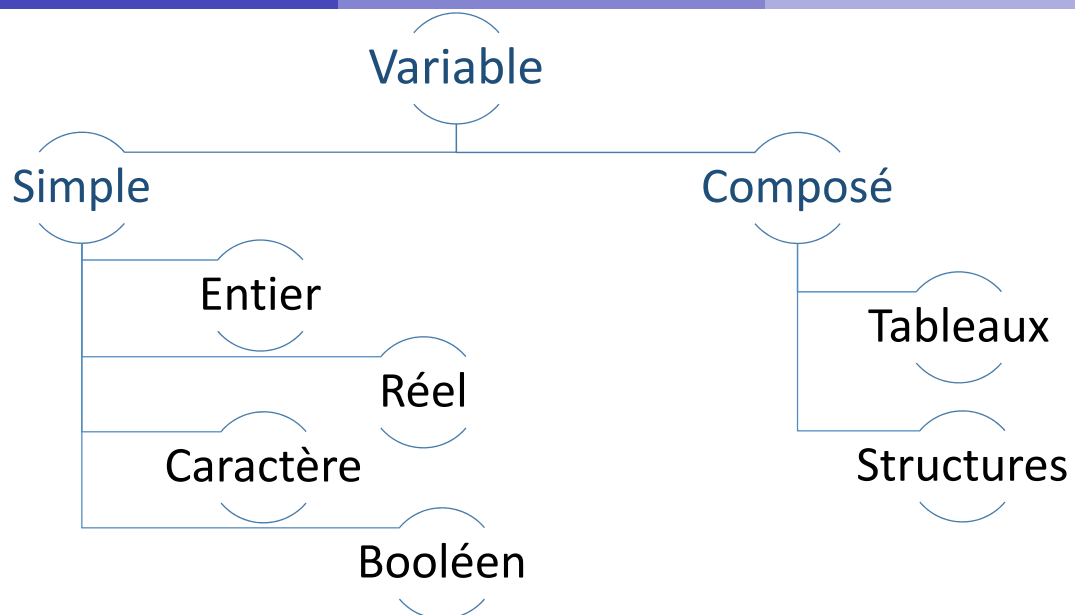 Variable
Simple
Composé
Entier
Tableaux
Réel
Caractère
Structures
Booléen